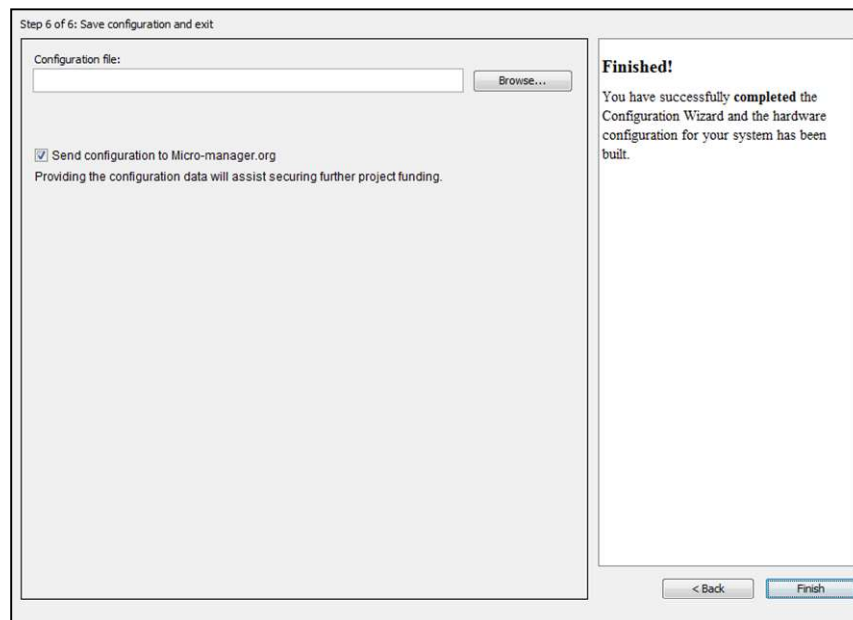 Step 6 of 6: Save configuration and exit
Configuration file:
Browse...
Send configuration to Micro-manager.org
Providing the configuration data will assist securing further project funding.
Finished!
You have successfully completed the
Configuration Wizard and the hardware
configuration for your system has been
built.
< Back
Finish